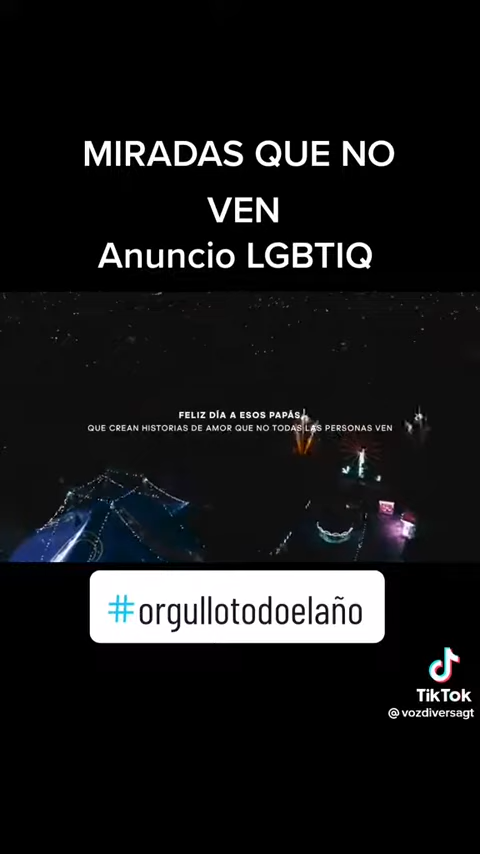 MIRADAS QUE NO
VEN
Anuncio LGBTIQ
FELIZ DÍA A ESOS PAPÁS
QUE CREAN HISTORIAS DE AMOR QUE NO TODAS LAS PERSONAS VEN
#orgullotodoelaño
TikTok
@vozdiversagt